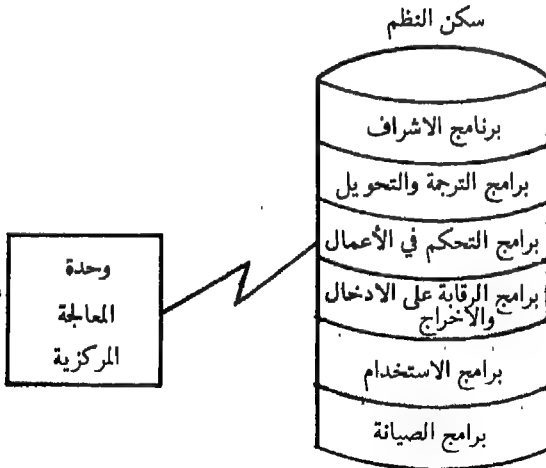 سكن النظم
برنامج الاشراف
برامج الترجمة والتحويل
برامج التحكم في الأعمال
برامج الرقابة على الادخال
والاخراج
برامج الاستخدام
برامج الصيانة
وحدة
المعالجة
المركزية